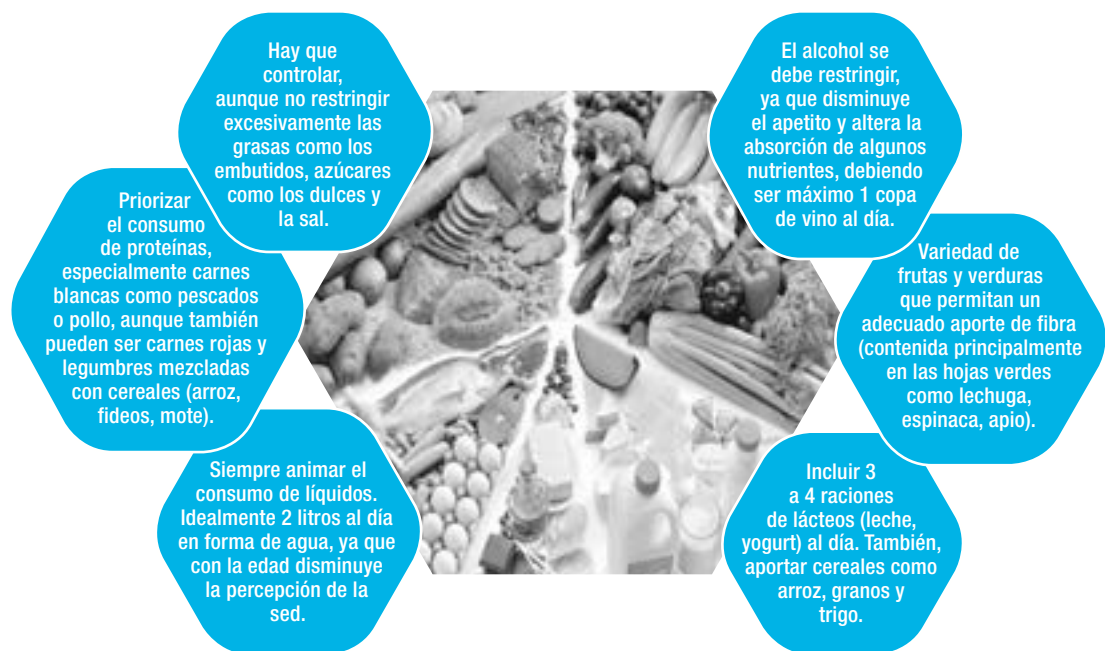 Hay que
controlar,
aunque no restringir
excesivamente las
grasas como los
embutidos, azúcares
como los dulces y
la sal.
El alcohol se
debe restringir,
ya que disminuye
el apetito y altera la
absorción de algunos
nutrientes, debiendo
ser máximo 1 copa
de vino al día.
Priorizar
el consumo
de proteínas,
especialmente carnes
blancas como pescados
o pollo, aunque también
pueden ser carnes rojas y
legumbres mezcladas
con cereales (arroz,
fideos, mote).
Variedad de
frutas y verduras
que permitan un
adecuado aporte de fibra
(contenida principalmente
en las hojas verdes
como lechuga,
espinaca, apio).
Siempre animar el
consumo de líquidos.
Idealmente 2 litros al día
en forma de agua, ya que
con la edad disminuye
la percepción de la
sed.
Incluir 3
a 4 raciones
de lácteos (leche,
yogurt) al día. También,
aportar cereales como
arroz, granos y
trigo.